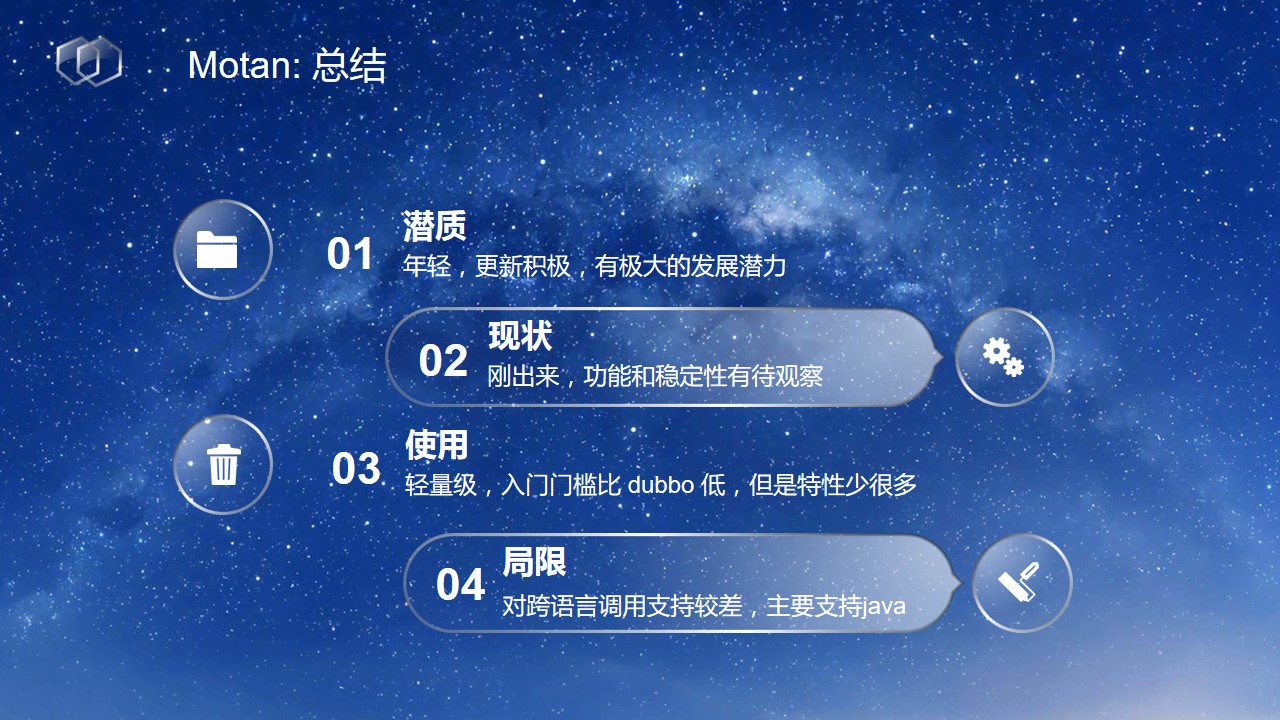 Motan: 总结
01
潜质
年轻，更新积极，有极大的发展潜力
02
现状
刚出来，功能和稳定性有待观察
03
使用
轻量级，入门门槛比 dubbo 低，但是特性少很多
04
局限
对跨语言调用支持较差，主要支持java